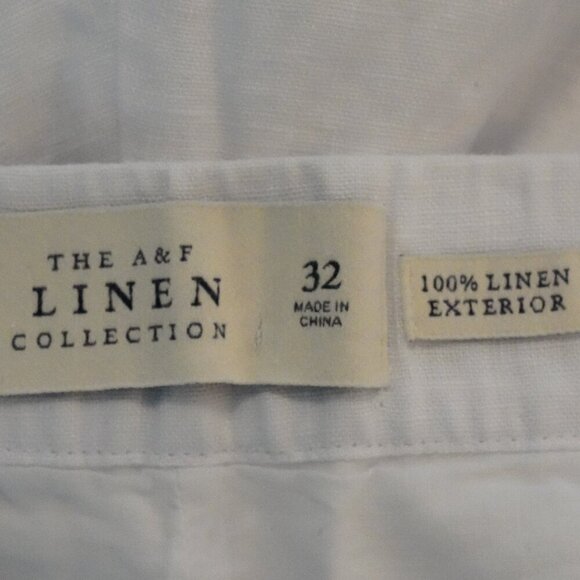 THE A&F
LINEN
COLLECTION
32
MADE IN
CHINA
100% LINEN
EXTERIOR